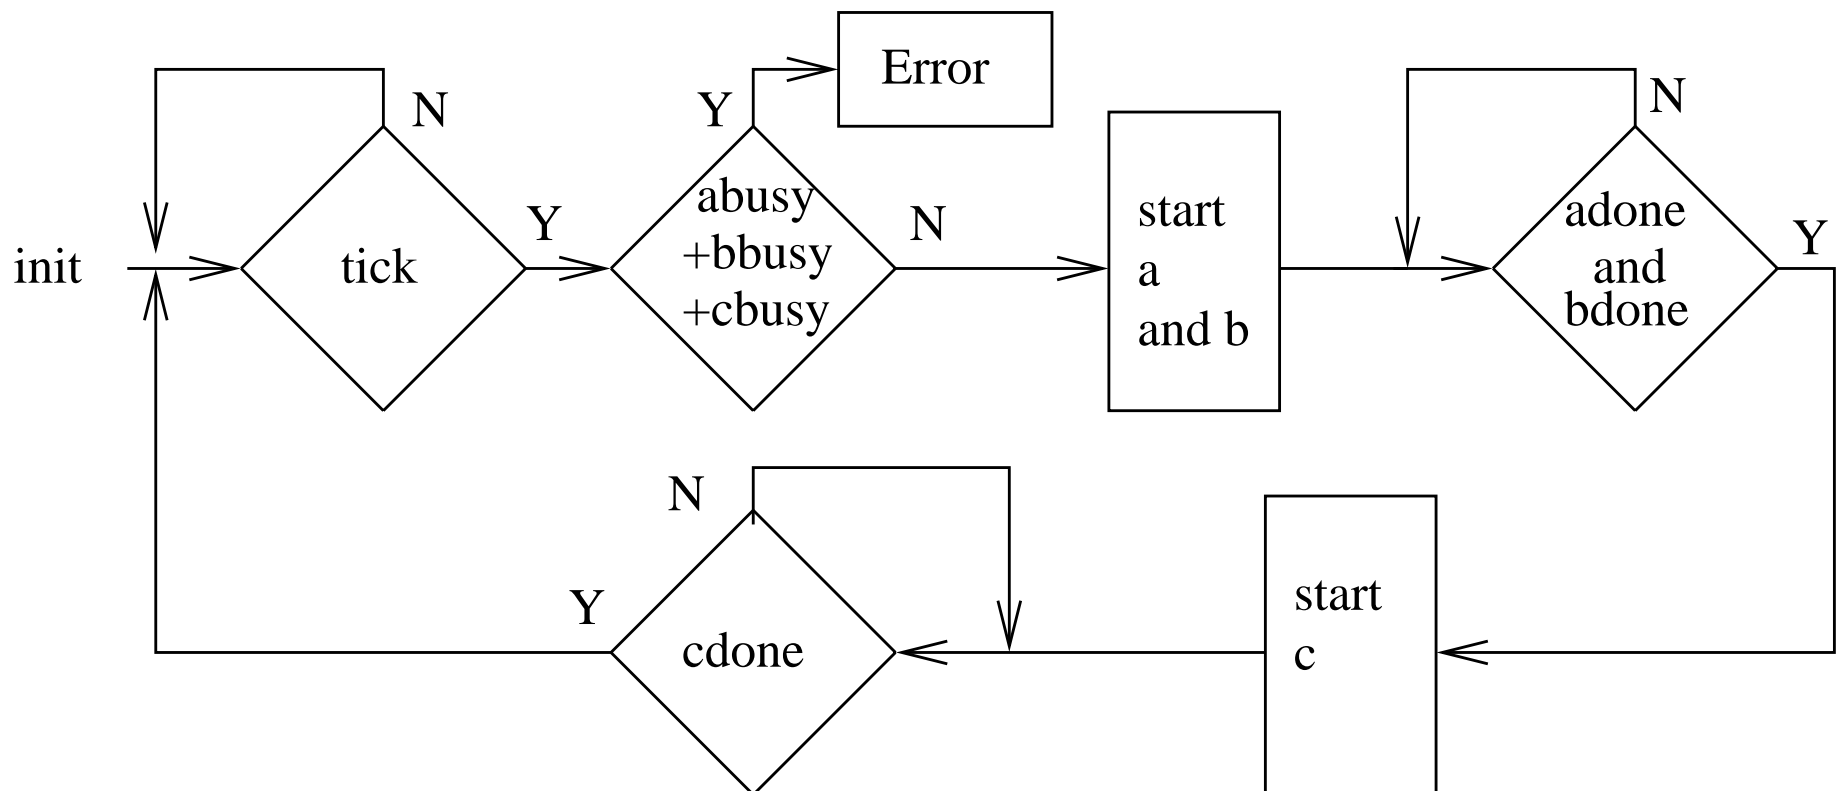 init
N
tick
Y
Y
Error
abusy
+bbusy
+cbusy
N
start
a
and b
N
adone
and
bdone
Y
start
c
N
cdone
Y